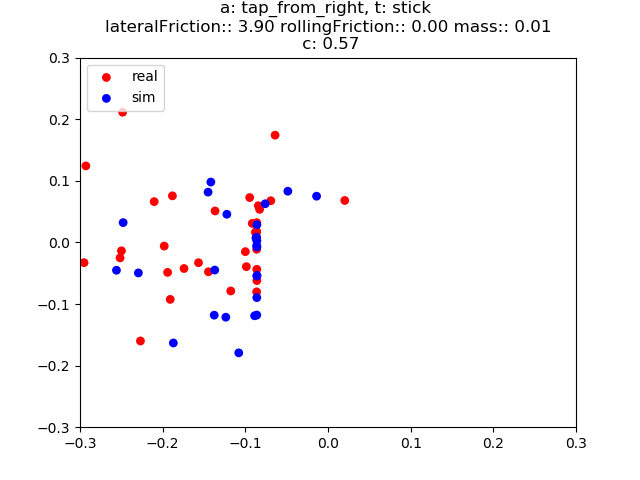 a: tap_from_right, t: stick
lateralFriction:: 3.90 rollingFriction:: 0.00 mass:: 0.01
c: 0.57
real
sim
0.3
0.2
0.1
0.0
−0.1
−0.2
−0.3
−0.3 −0.2 −0.1 0.0 0.1 0.2 0.3